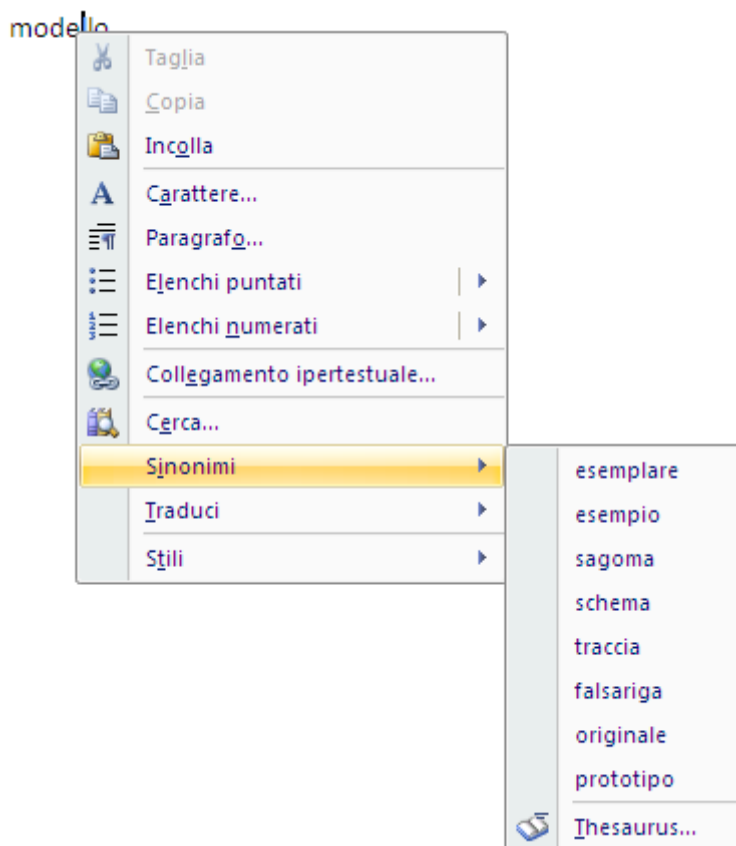 modello
Taglia
Copia
Incolla
Carattere...
Paragrafo...
Elenchi puntati
Elenchi numerati
Collegamento ipertestuale...
Cerca...
Sinonimi
Traduci
Stili
esemplare
esempio
sagoma
schema
traccia
falsariga
originale
prototipo
Thesaurus...